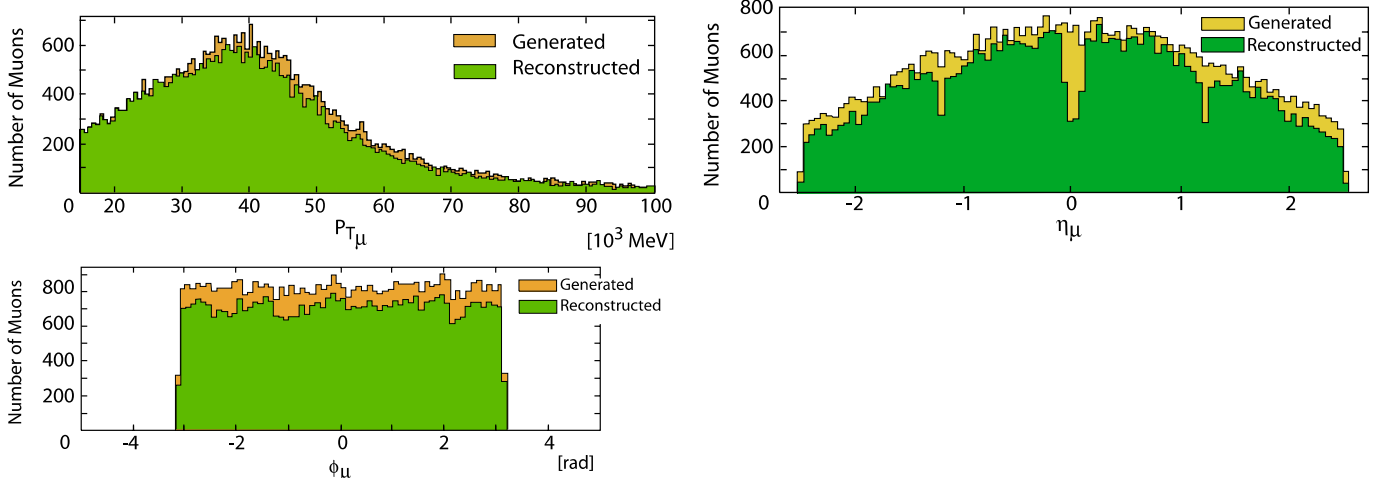 Number of Muons
600
400
200
0
20
30
40
50
60
70
80
90
100
Generated
Reconstructed
P_Tμ
[10³ MeV]
Number of Muons
800
600
400
200
0
-2
-1
0
1
2
Generated
Reconstructed
ημ
Number of Muons
800
600
400
200
0
-4
-2
0
2
4
Generated
Reconstructed
ϕμ
[rad]